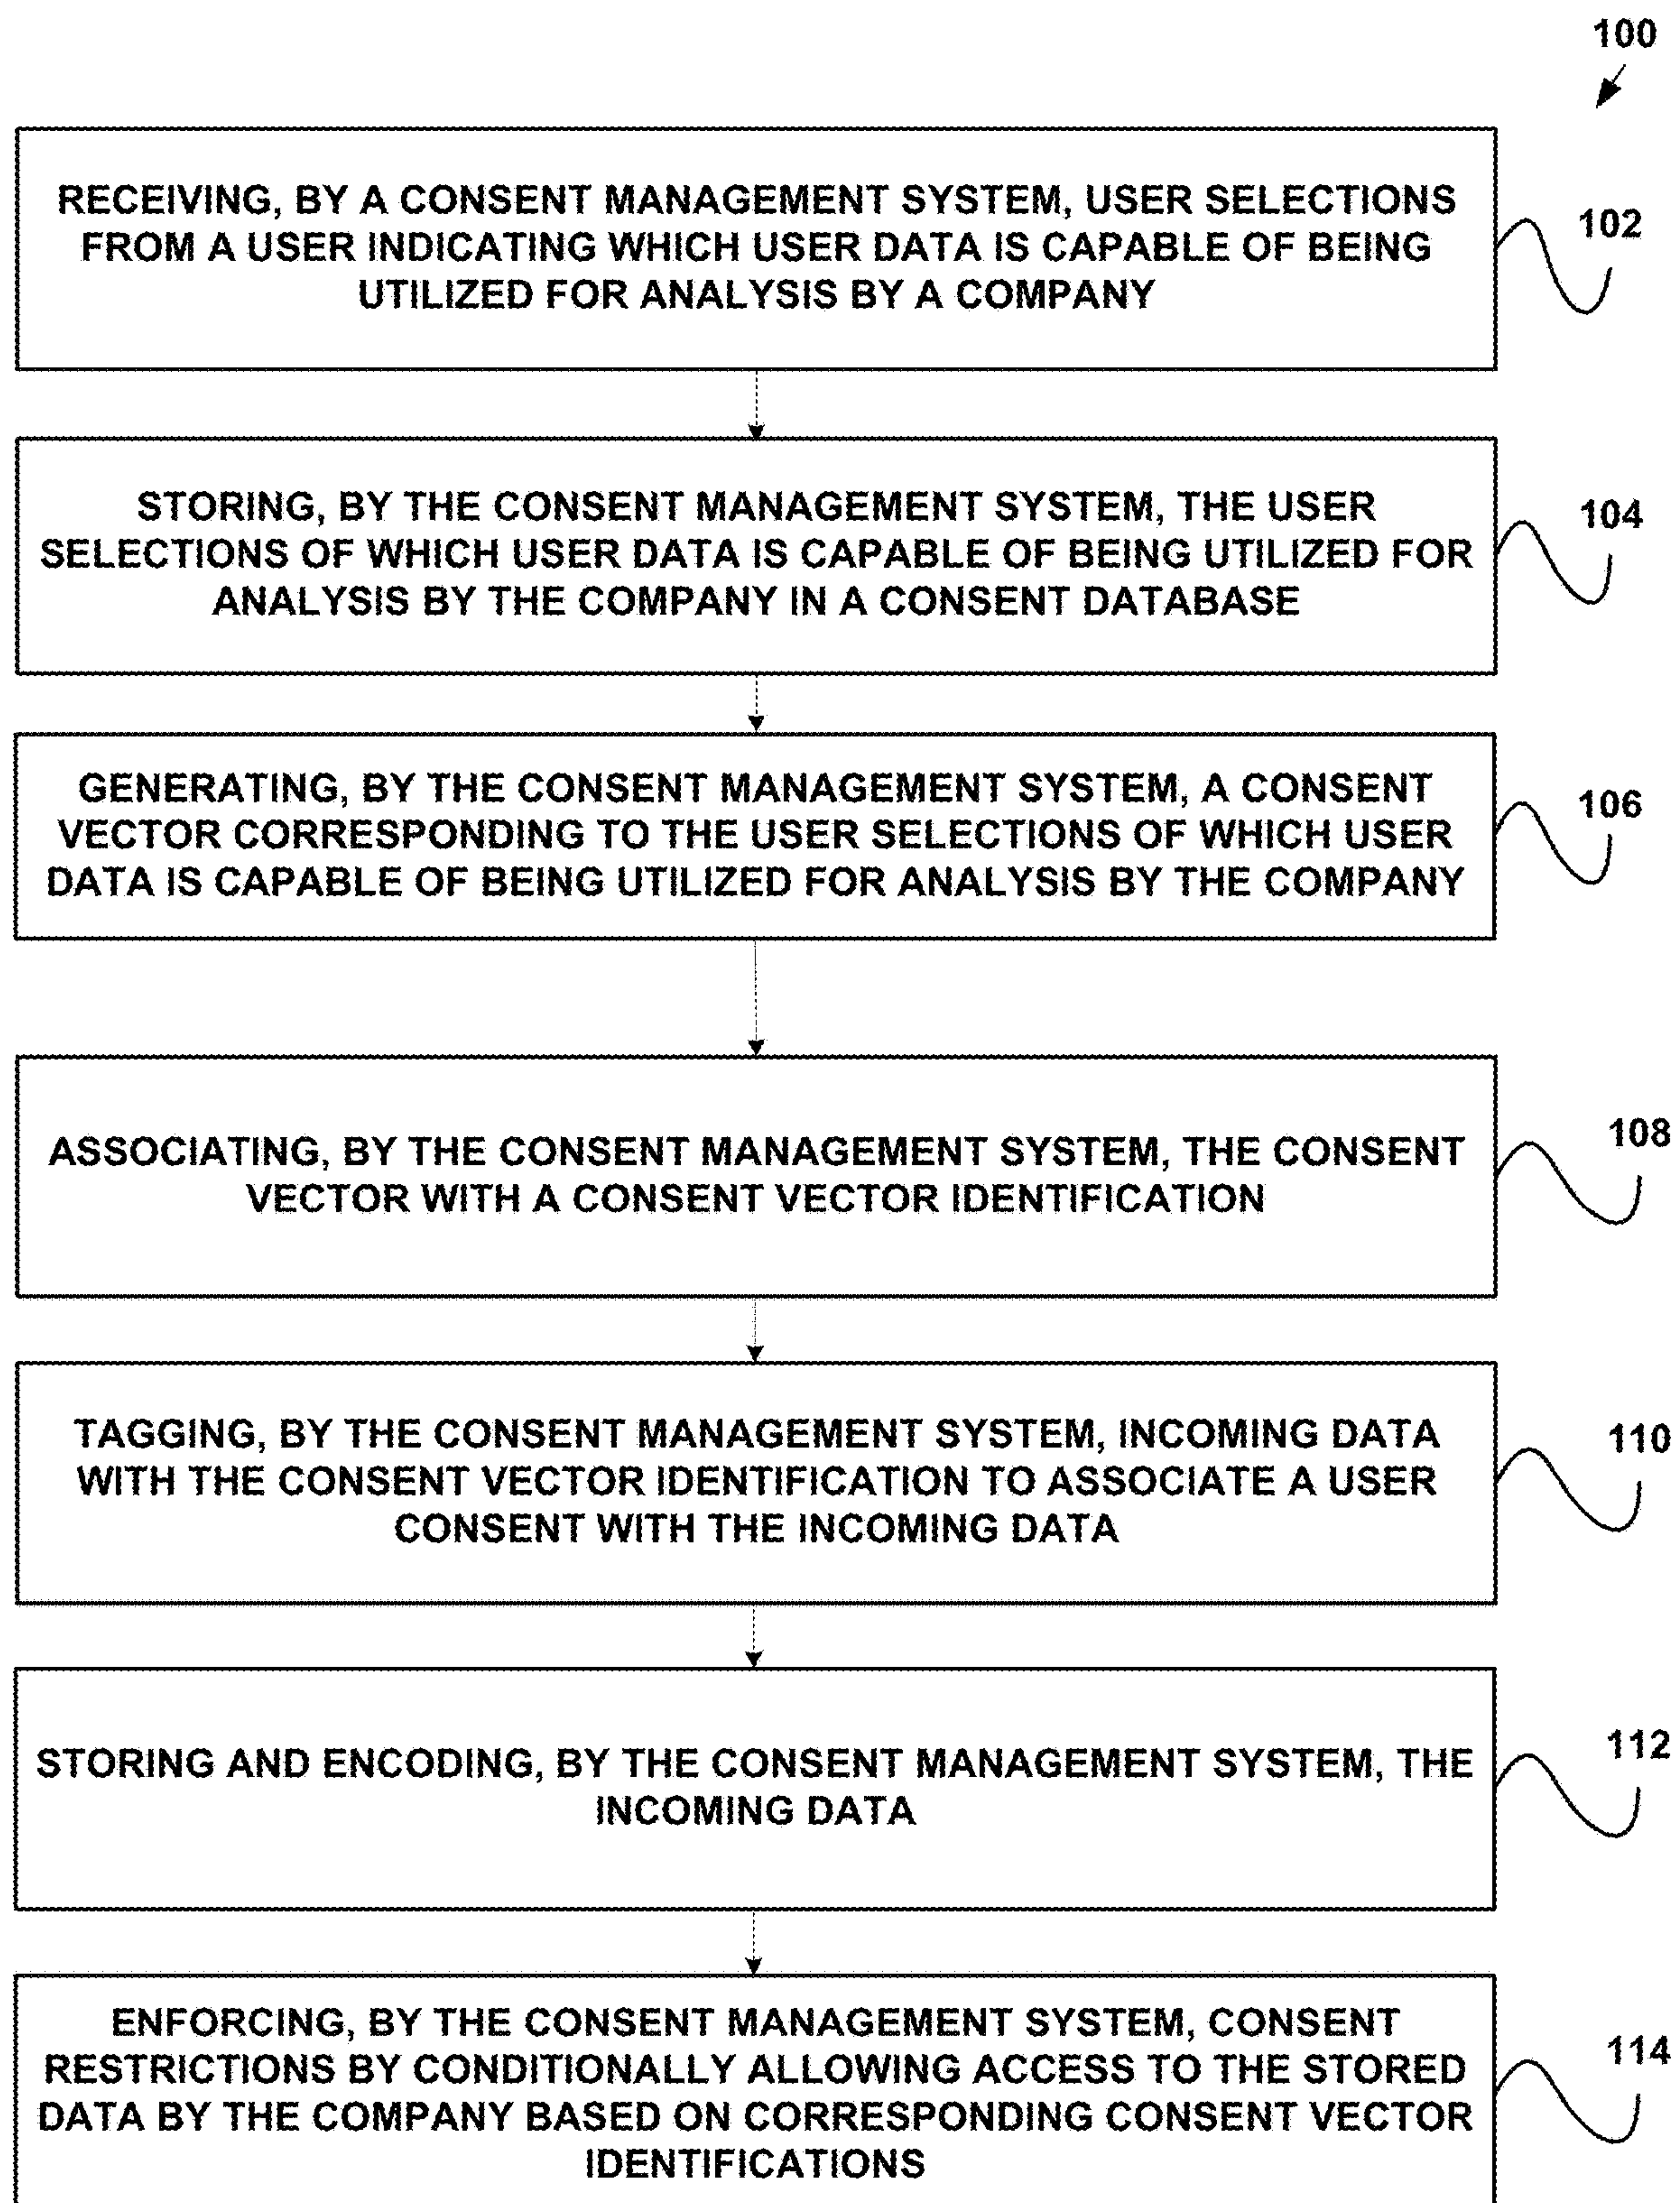 100
RECEIVING, BY A CONSENT MANAGEMENT SYSTEM, USER SELECTIONS
FROM A USER INDICATING WHICH USER DATA IS CAPABLE OF BEING
UTILIZED FOR ANALYSIS BY A COMPANY
102
STORING, BY THE CONSENT MANAGEMENT SYSTEM, THE USER
SELECTIONS OF WHICH USER DATA IS CAPABLE OF BEING UTILIZED FOR
ANALYSIS BY THE COMPANY IN A CONSENT DATABASE
104
GENERATING, BY THE CONSENT MANAGEMENT SYSTEM, A CONSENT
VECTOR CORRESPONDING TO THE USER SELECTIONS OF WHICH USER
DATA IS CAPABLE OF BEING UTILIZED FOR ANALYSIS BY THE COMPANY
106
ASSOCIATING, BY THE CONSENT MANAGEMENT SYSTEM, THE CONSENT
VECTOR WITH A CONSENT VECTOR IDENTIFICATION
108
TAGGING, BY THE CONSENT MANAGEMENT SYSTEM, INCOMING DATA
WITH THE CONSENT VECTOR IDENTIFICATION TO ASSOCIATE A USER
CONSENT WITH THE INCOMING DATA
110
STORING AND ENCODING, BY THE CONSENT MANAGEMENT SYSTEM, THE
INCOMING DATA
112
ENFORCING, BY THE CONSENT MANAGEMENT SYSTEM, CONSENT
RESTRICTIONS BY CONDITIONALLY ALLOWING ACCESS TO THE STORED
DATA BY THE COMPANY BASED ON CORRESPONDING CONSENT VECTOR
IDENTIFICATIONS
114